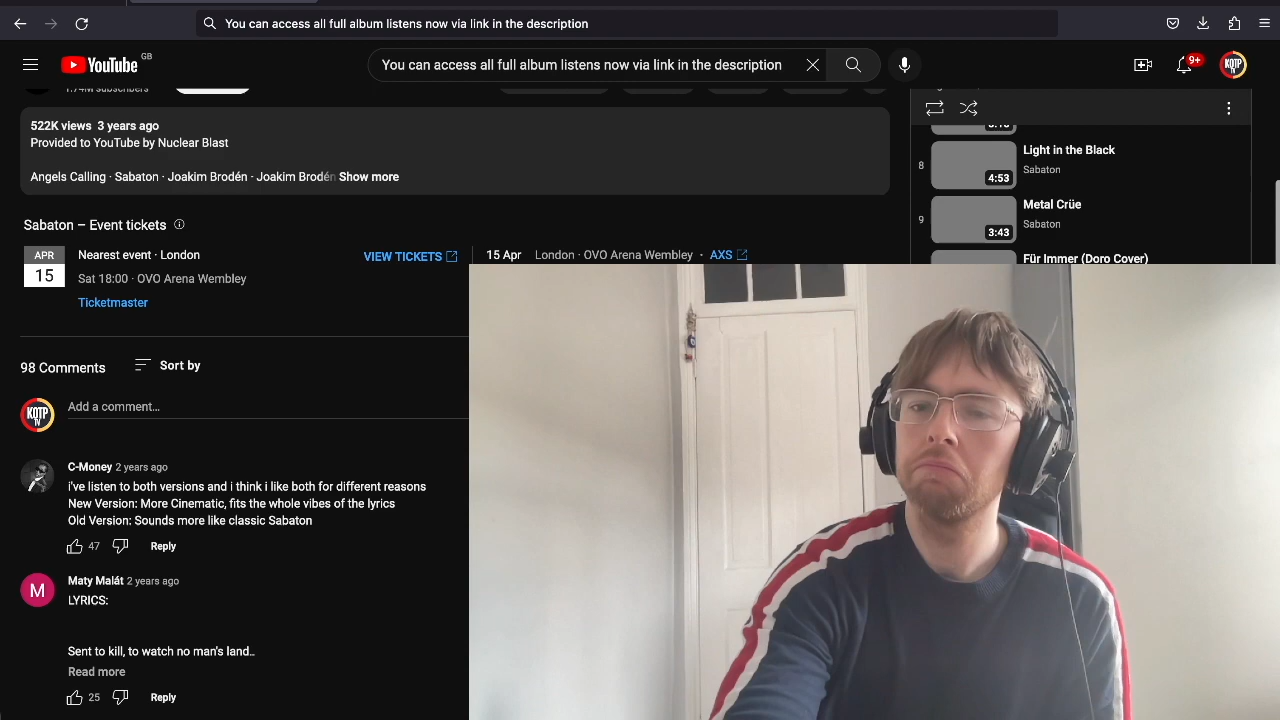 You can access all full album listens now via link in the description
YouTube GB
You can access all full album listens now via link in the description
9+
KOTP TV
1.74M subscribers
522K views 3 years ago
Provided to YouTube by Nuclear Blast
Angels Calling · Sabaton · Joakim Brodén · Joakim Brodén Show more
Sabaton – Event tickets
APR
15
Nearest event · London
Sat 18:00 · OVO Arena Wembley
Ticketmaster
VIEW TICKETS
15 Apr London · OVO Arena Wembley · AXS
98 Comments
Sort by
KOTP TV
Add a comment...
C-Money 2 years ago
i've listen to both versions and i think i like both for different reasons
New Version: More Cinematic, fits the whole vibes of the lyrics
Old Version: Sounds more like classic Sabaton
47 Reply
M
Maty Malát 2 years ago
LYRICS:
Sent to kill, to watch no man's land..
Read more
25 Reply
8
4:53
Light in the Black
Sabaton
9
3:43
Metal Crüe
Sabaton
Für Immer (Doro Cover)